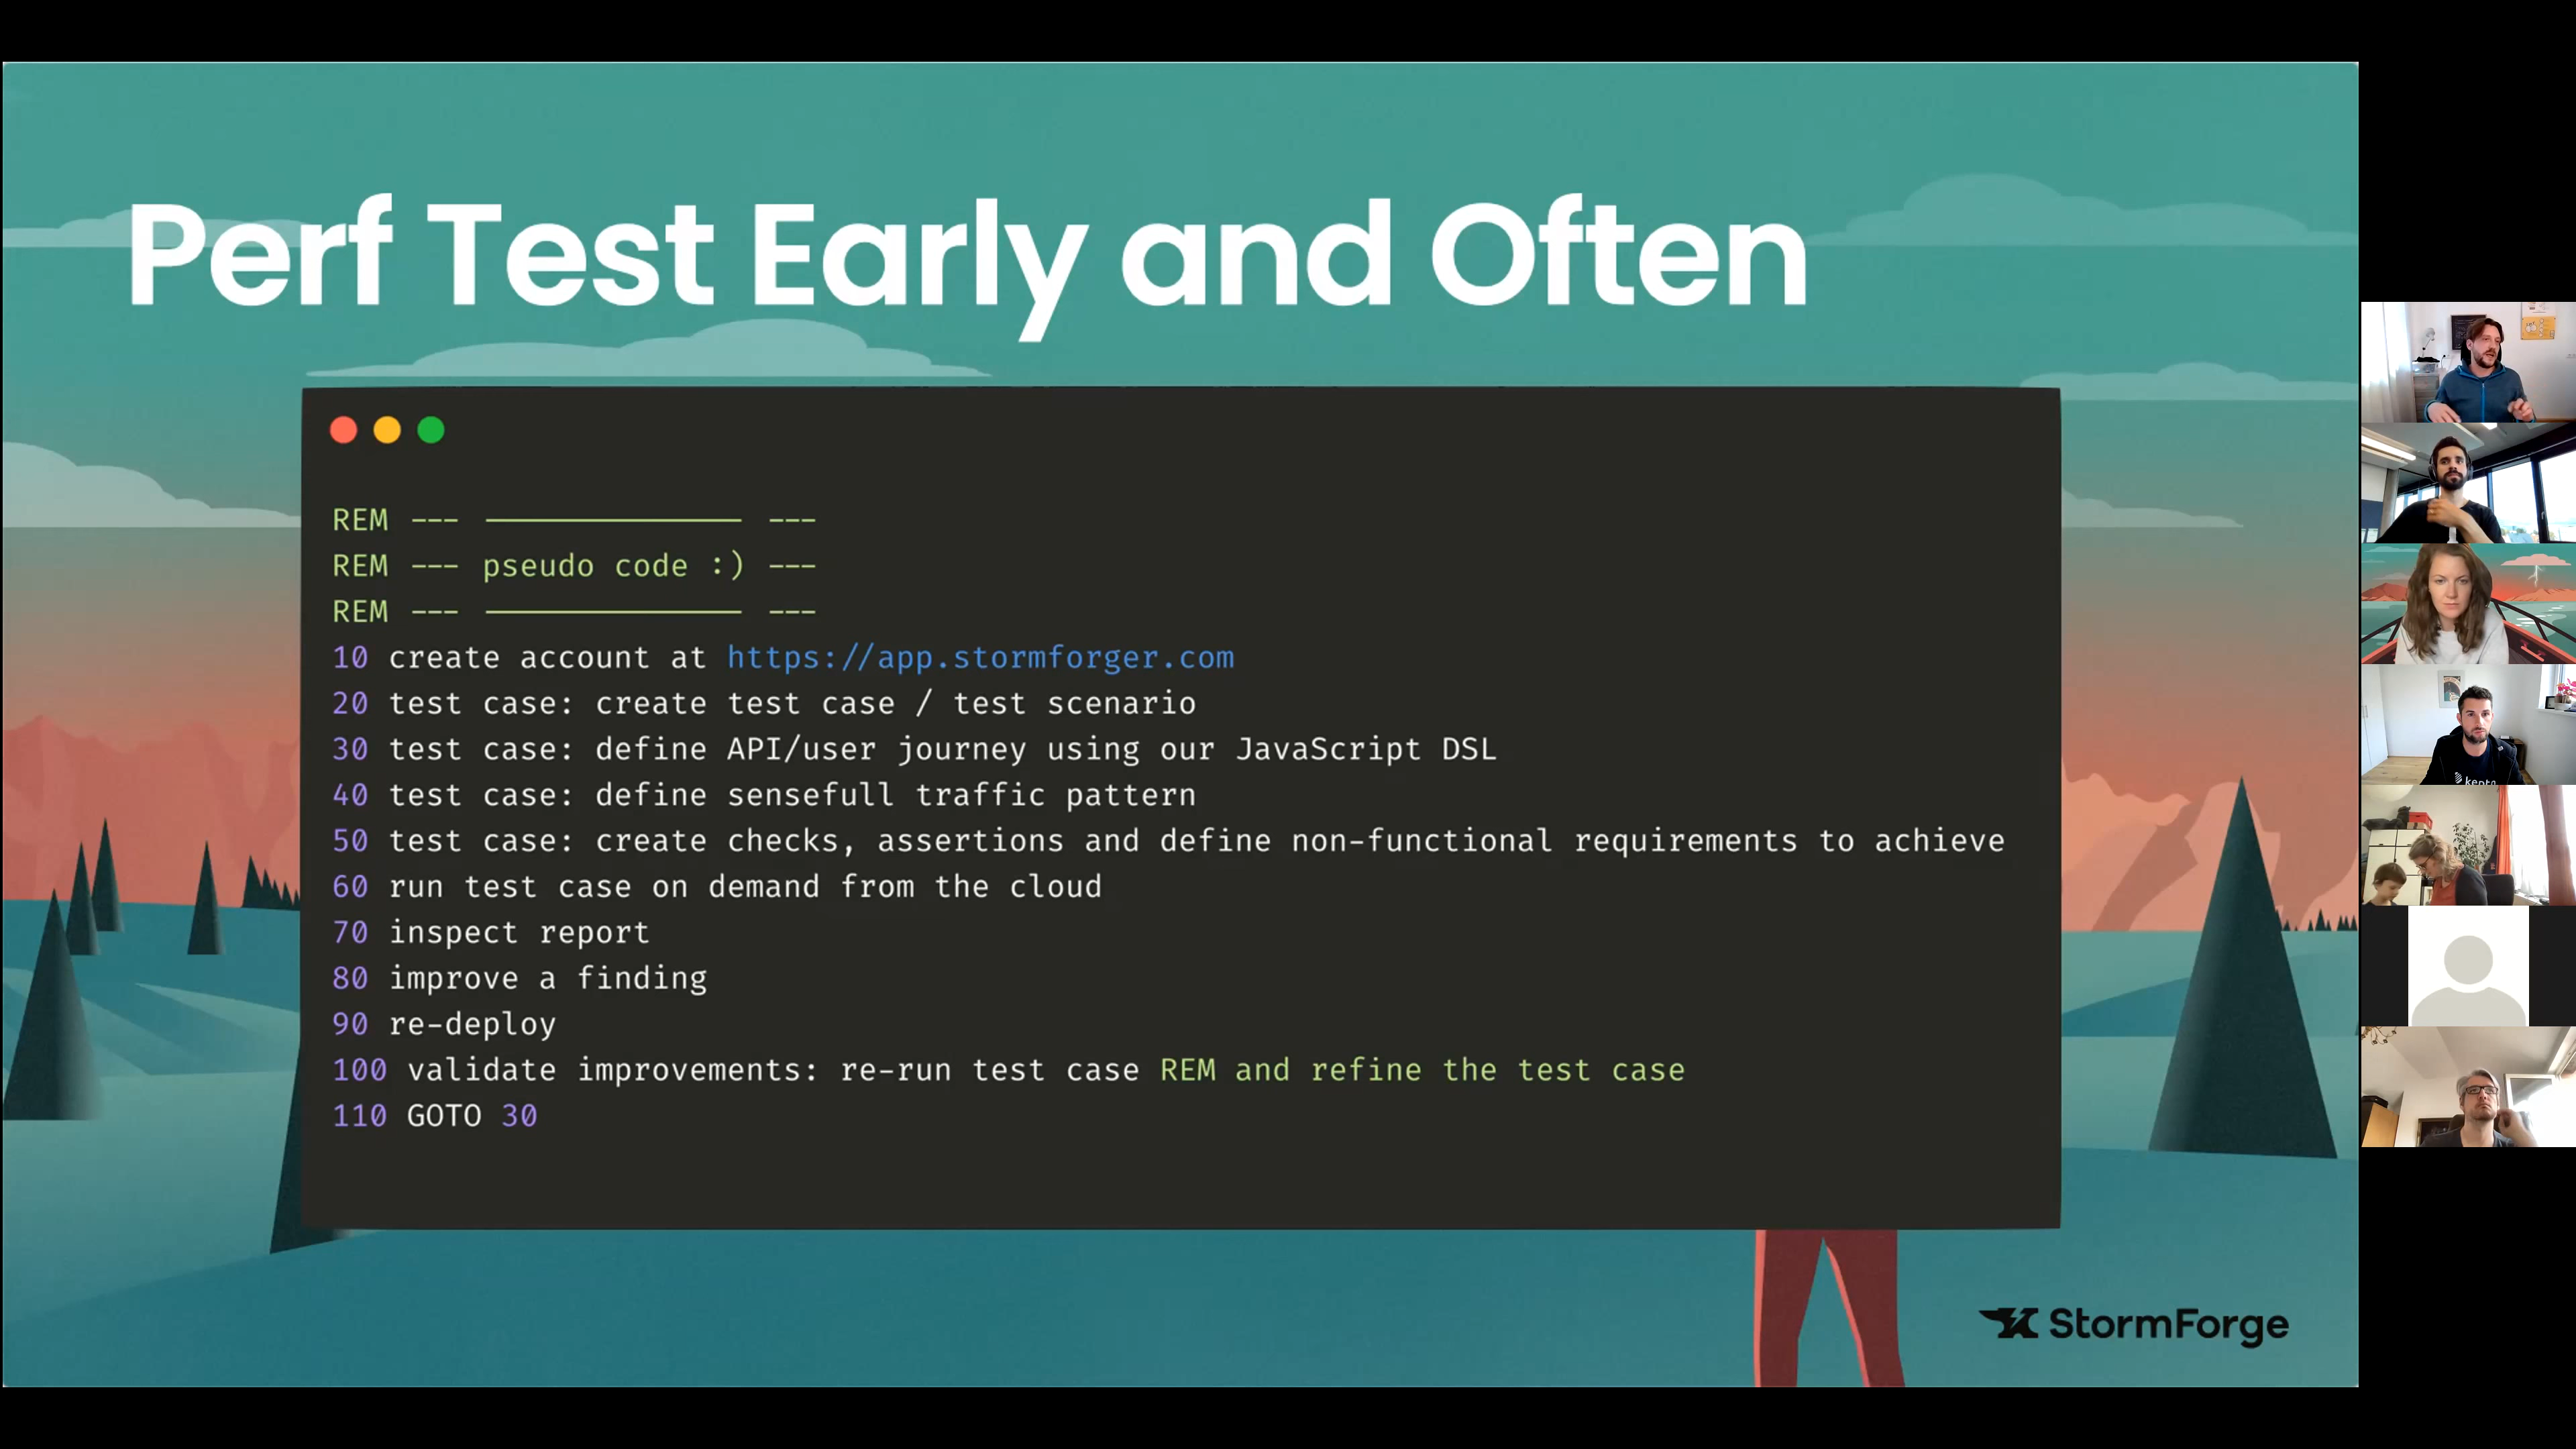 Perf Test Early and Often
REM --- ────────────── ---
REM --- pseudo code :) ---
REM --- ────────────── ---
10 create account at https://app.stormforger.com
20 test case: create test case / test scenario
30 test case: define API/user journey using our JavaScript DSL
40 test case: define sensefull traffic pattern
50 test case: create checks, assertions and define non-functional requirements to achieve
60 run test case on demand from the cloud
70 inspect report
80 improve a finding
90 re-deploy
100 validate improvements: re-run test case REM and refine the test case
110 GOTO 30
StormForge